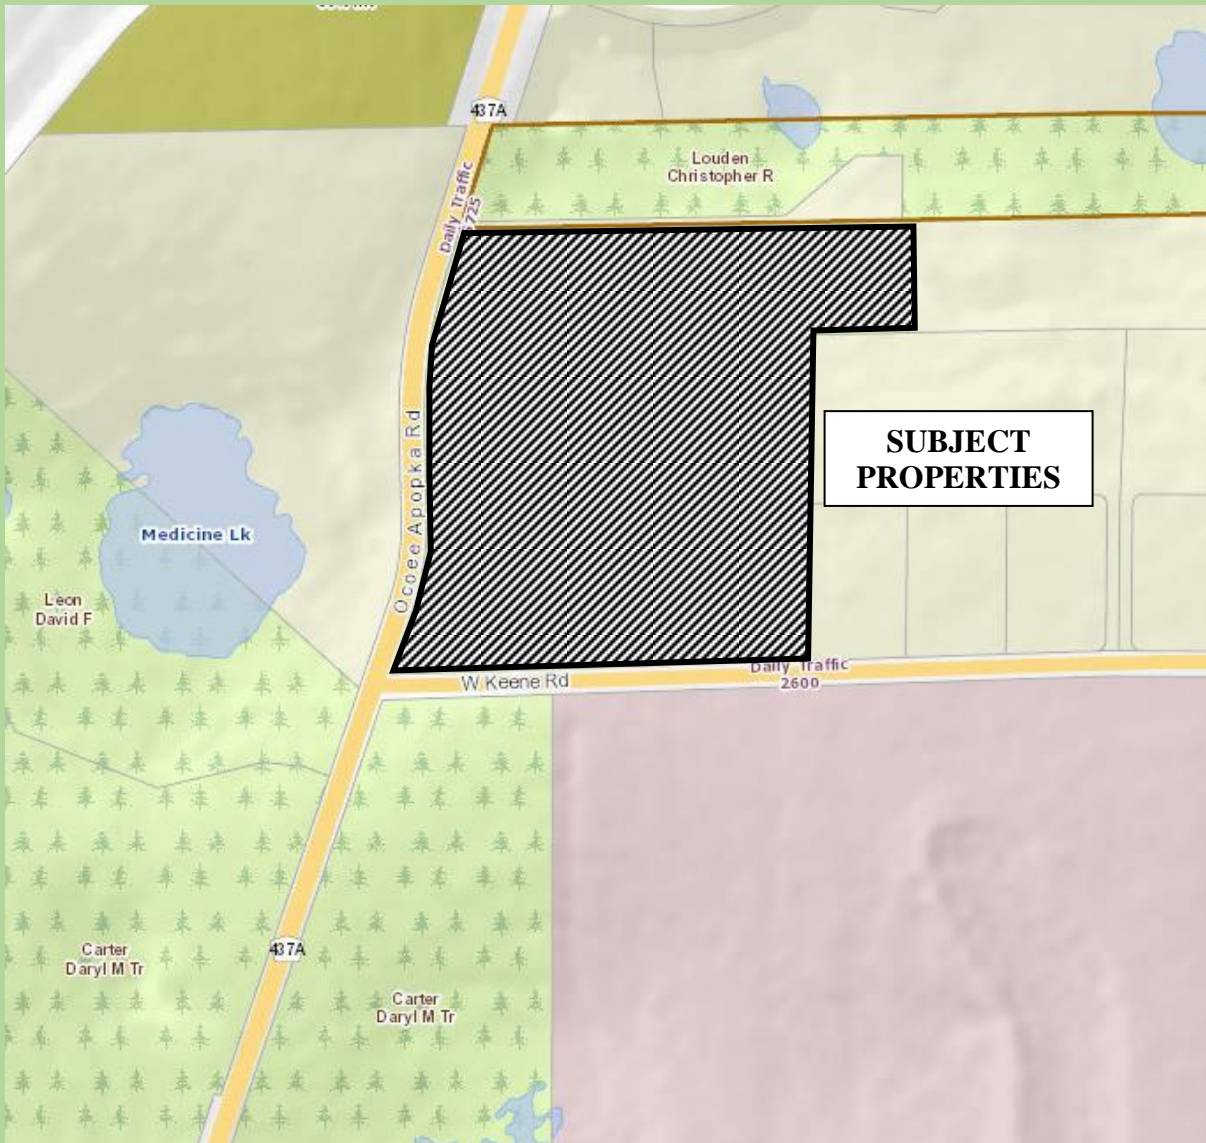 437A
Louden
Christopher R
Daily Traffic
SUBJECT
PROPERTIES
Ocoee Apopka Rd
Medicine Lk
Leon
David F
Daily Traffic
2600
W Keene Rd
437A
Carter
Daryl M Tr
Carter
Daryl M Tr